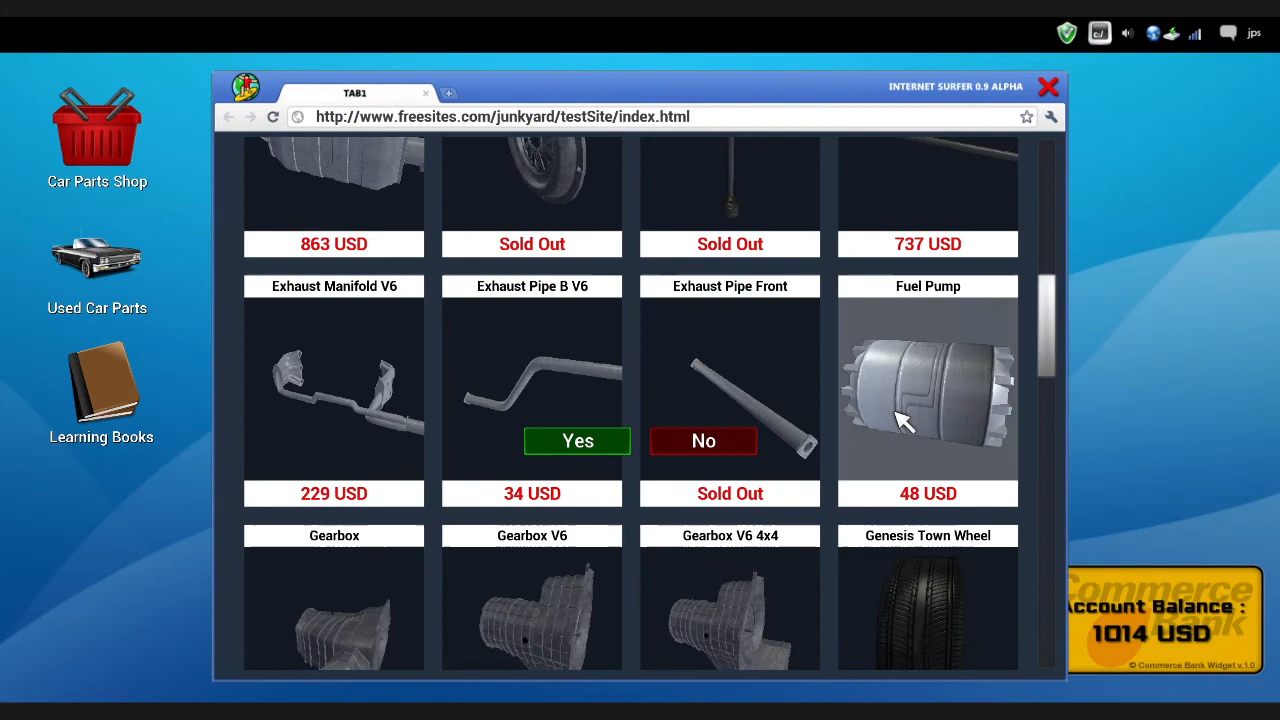 jps
TAB1
INTERNET SURFER 0.9 ALPHA
http://www.freesites.com/junkyard/testSite/index.html
Car Parts Shop
Used Car Parts
Learning Books
863 USD
Sold Out
Sold Out
737 USD
Exhaust Manifold V6
Exhaust Pipe B V6
Exhaust Pipe Front
Fuel Pump
Yes
No
229 USD
34 USD
Sold Out
48 USD
Gearbox
Gearbox V6
Gearbox V6 4x4
Genesis Town Wheel
Commerce
Bank
Account Balance :
1014 USD
© Commerce Bank Widget v.1.0